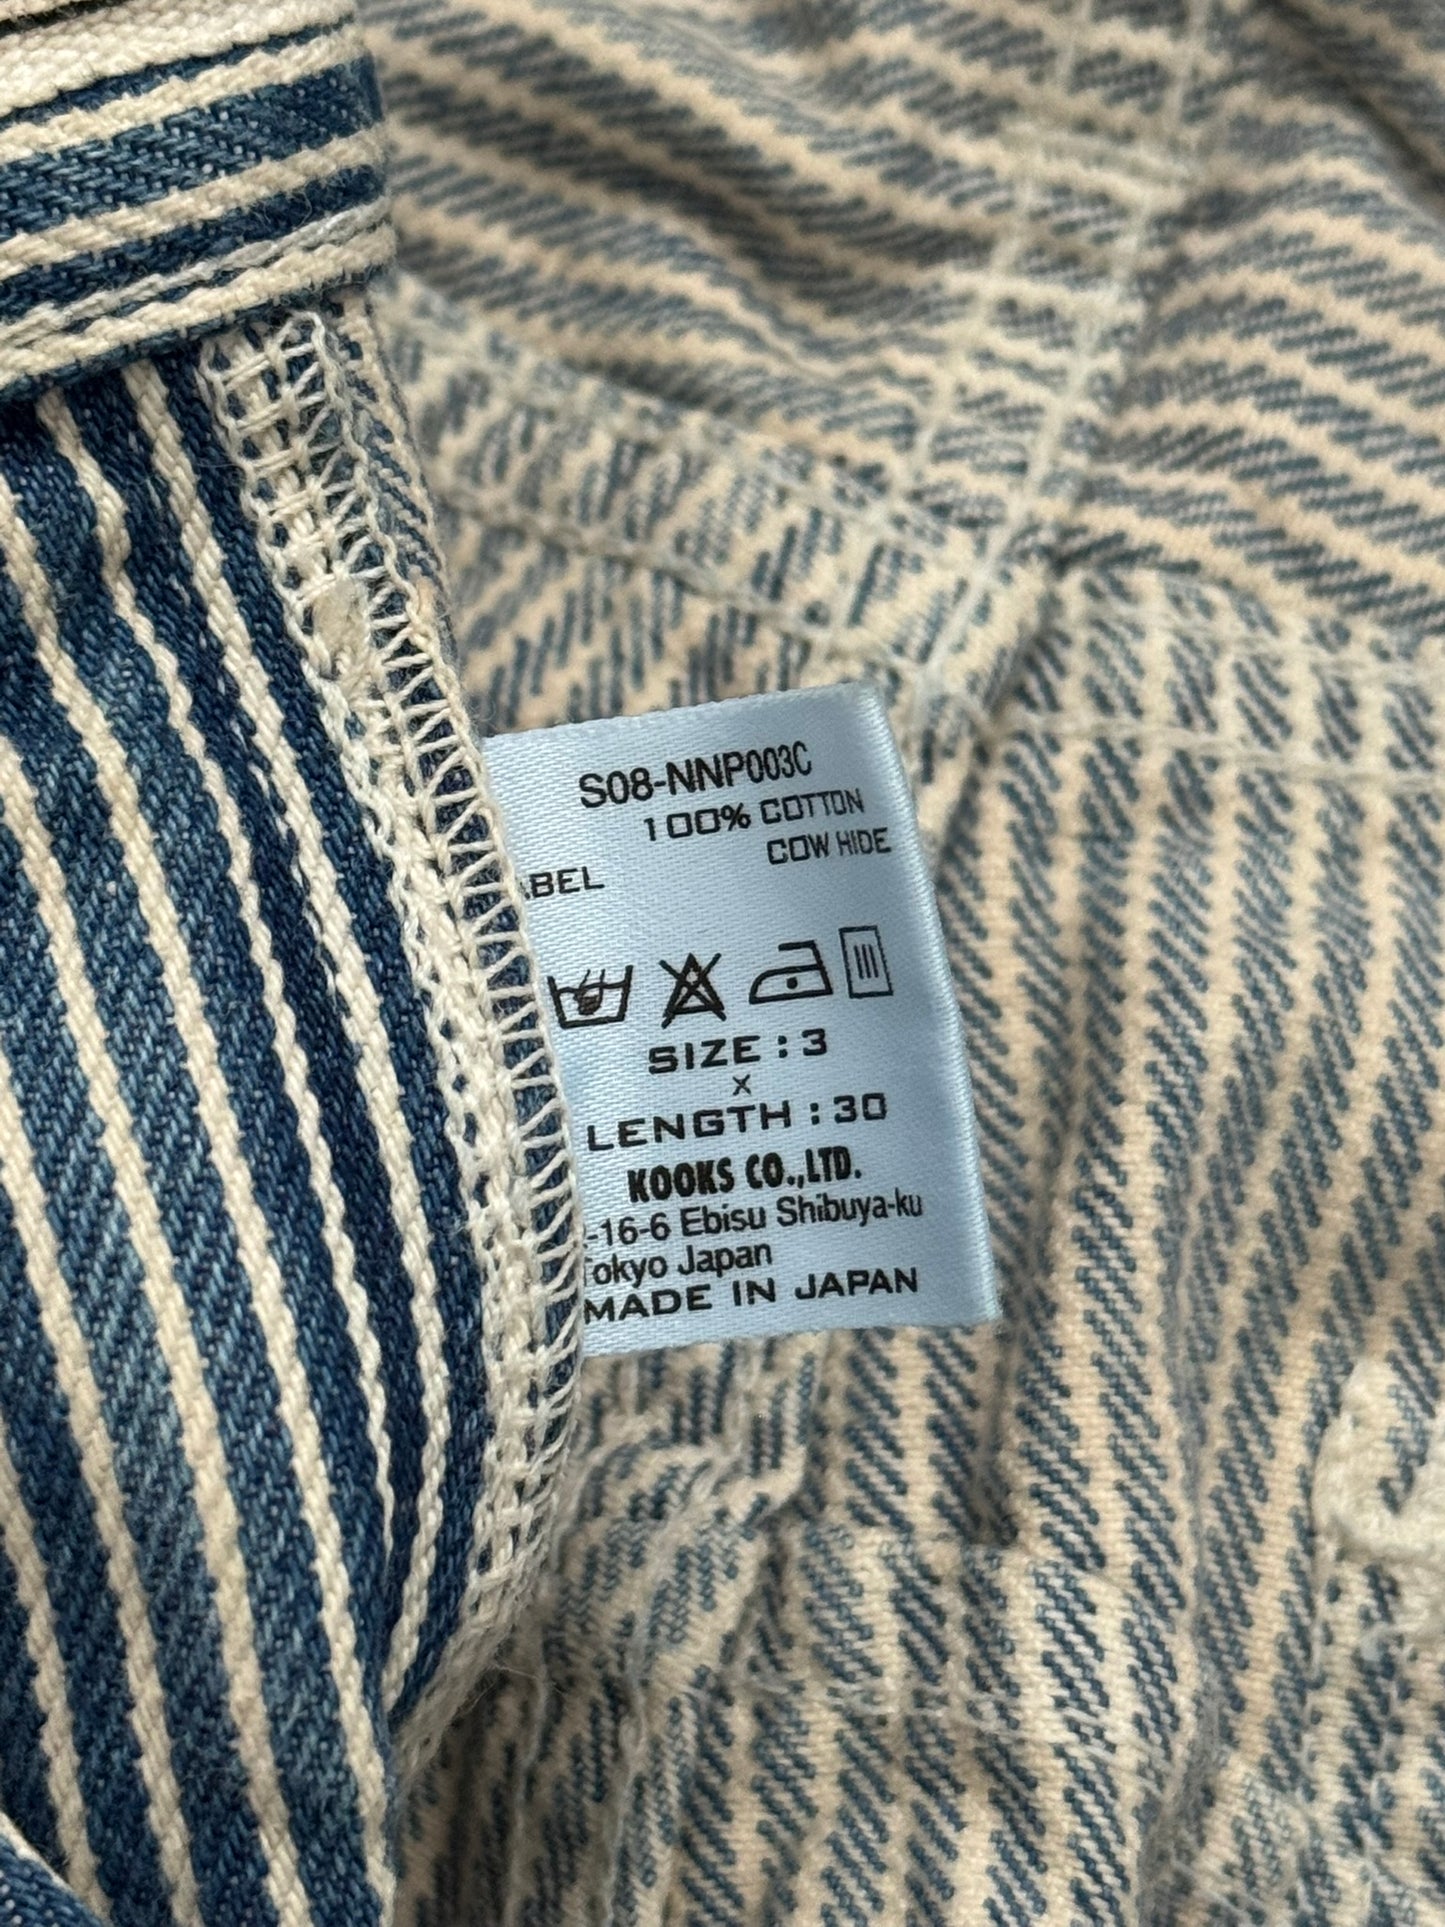 S08-NNP003C
100% COTTON
COW HIDE
ABEL
SIZE : 3
x
LENGTH : 30
KOOKS CO.,LTD.
-16-6 Ebisu Shibuya-ku
Tokyo Japan
MADE IN JAPAN